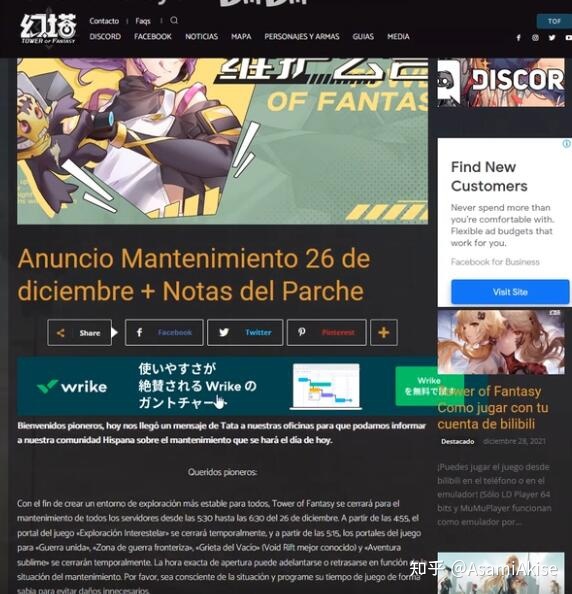 幻塔
TOWER OF FANTASY
Contacto | Faqs
DISCORD FACEBOOK NOTICIAS MAPA PERSONAJES Y ARMAS GUIAS MEDIA
TOF
OF FANTAS
DISCOR
Find New
Customers
Never spend more than
you're comfortable with.
Flexible ad budgets that
work for you.
Facebook for Business
Visit Site
Anuncio Mantenimiento 26 de
diciembre + Notas del Parche
Share Facebook Twitter Pinterest
wrike
使いやすさが
絶賛される Wrike の
ガントチャート
Wrike
を無料で試す
Tower of Fantasy
Como jugar con tu
cuenta de bilibili
Destacado diciembre 28, 2021
¡Puedes jugar el juego desde
bilibili en el teléfono o en el
emulador! (Sólo LD Player 64
bits y MuMuPlayer funcionan
como emulador por...
Bienvenidos pioneros, hoy nos llegó un mensaje de Tata a nuestras oficinas para que podamos informar
a nuestra comunidad Hispana sobre el mantenimiento que se hará el día de hoy.
Queridos pioneros:
Con el fin de crear un entorno de exploración más estable para todos, Tower of Fantasy se cerrará para el
mantenimiento de todos los servidores desde las 5:30 hasta las 6:30 del 26 de diciembre. A partir de las 4:55, el
portal del juego «Exploración Interestelar» se cerrará temporalmente, y a partir de las 5:15, los portales del
juego para «Guerra unida», «Zona de guerra fronteriza», «Grieta del Vacío» (Void Rift mejor conocido) y «Aventura
sublime» se cerrarán temporalmente. La hora exacta de apertura puede adelantarse o retrasarse en función de la
situación del mantenimiento. Por favor, sea consciente de la situación y programe su tiempo de juego de forma
sabia para evitar daños innecesarios.
知乎 @AsamiAkise